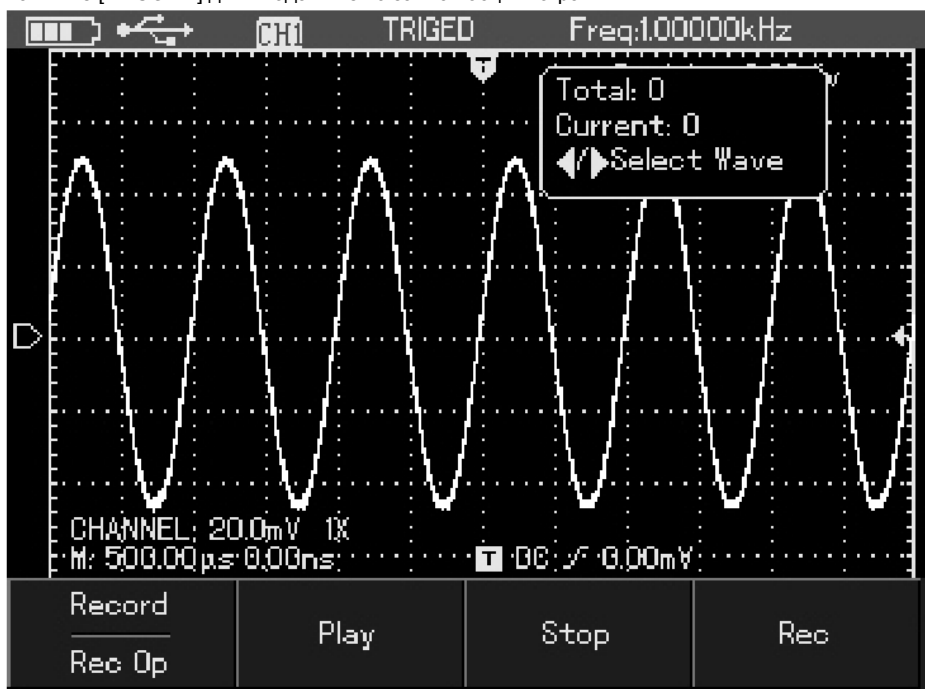 CH1 TRIGED Freq:1.00000kHz
Total: 0
Current: 0
Select Wave
CHANNEL: 20.0mV 1X
M: 500.00µs 0.00ns T DC 0.00mV
Record
Rec Op
Play
Stop
Rec